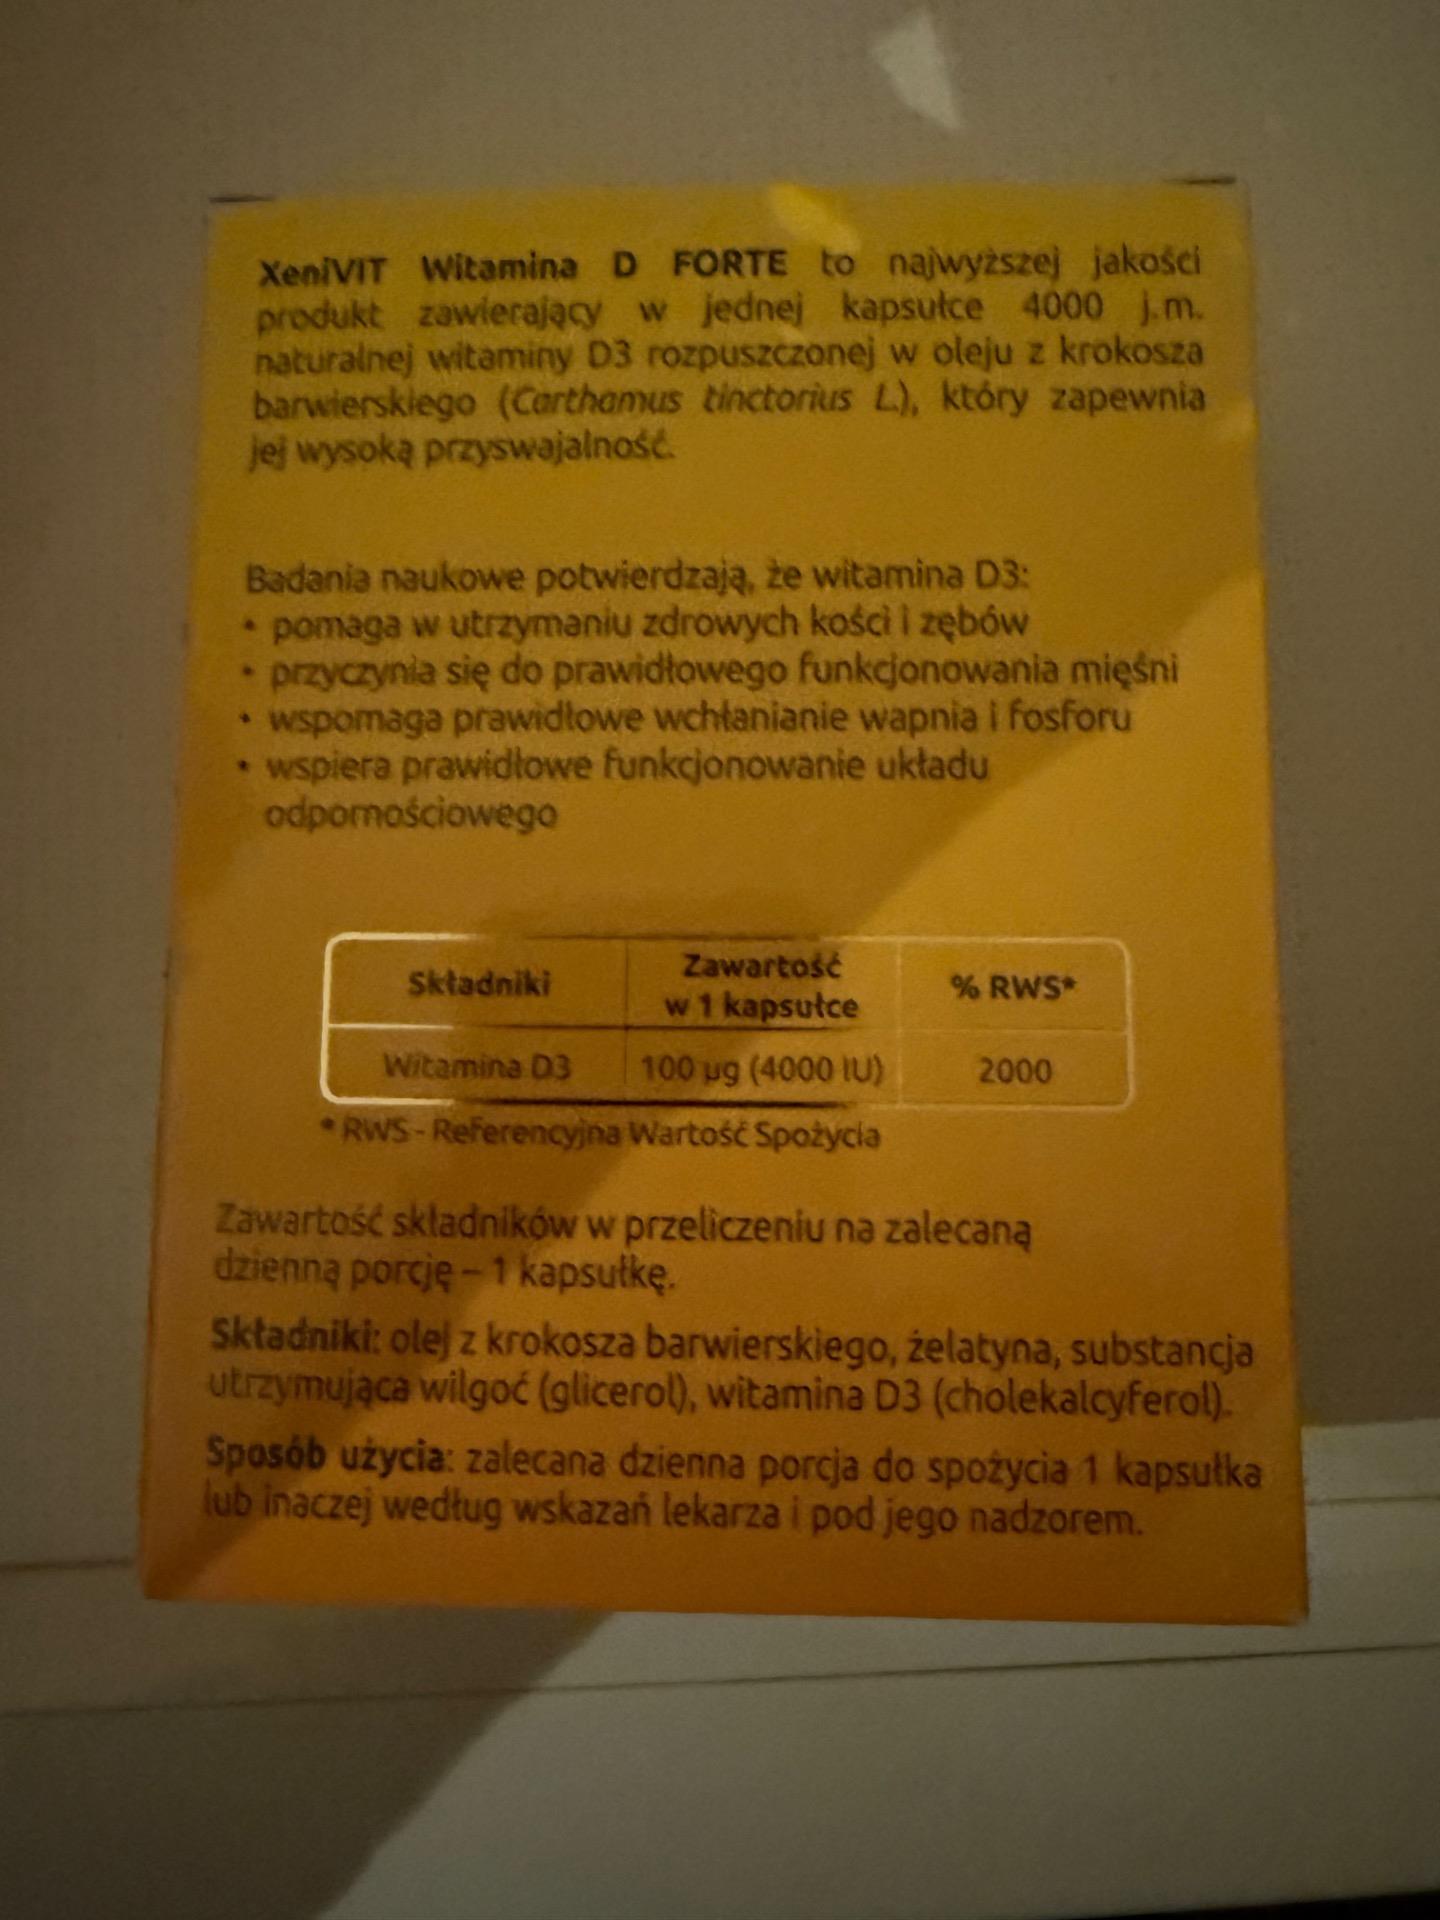 XeniVIT Witamina D FORTE to najwyższej jakości
produkt zawierający w jednej kapsułce 4000 j.m.
naturalnej witaminy D3 rozpuszczonej w oleju z krokosza
barwierskiego (Carthamus tinctorius L.), który zapewnia
jej wysoką przyswajalność.
Badania naukowe potwierdzają, że witamina D3:
• pomaga w utrzymaniu zdrowych kości i zębów
• przyczynia się do prawidłowego funkcjonowania mięśni
• wspomaga prawidłowe wchłanianie wapnia i fosforu
• wspiera prawidłowe funkcjonowanie układu
odpornościowego
Składniki Zawartość w 1 kapsułce % RWS*
Witamina D3 100 µg (4000 IU) 2000
* RWS - Referencyjna Wartość Spożycia
Zawartość składników w przeliczeniu na zalecaną
dzienną porcję – 1 kapsułkę.
Składniki: olej z krokosza barwierskiego, żelatyna, substancja
utrzymująca wilgoć (glicerol), witamina D3 (cholekalcyferol).
Sposób użycia: zalecana dzienna porcja do spożycia 1 kapsułka
lub inaczej według wskazań lekarza i pod jego nadzorem.